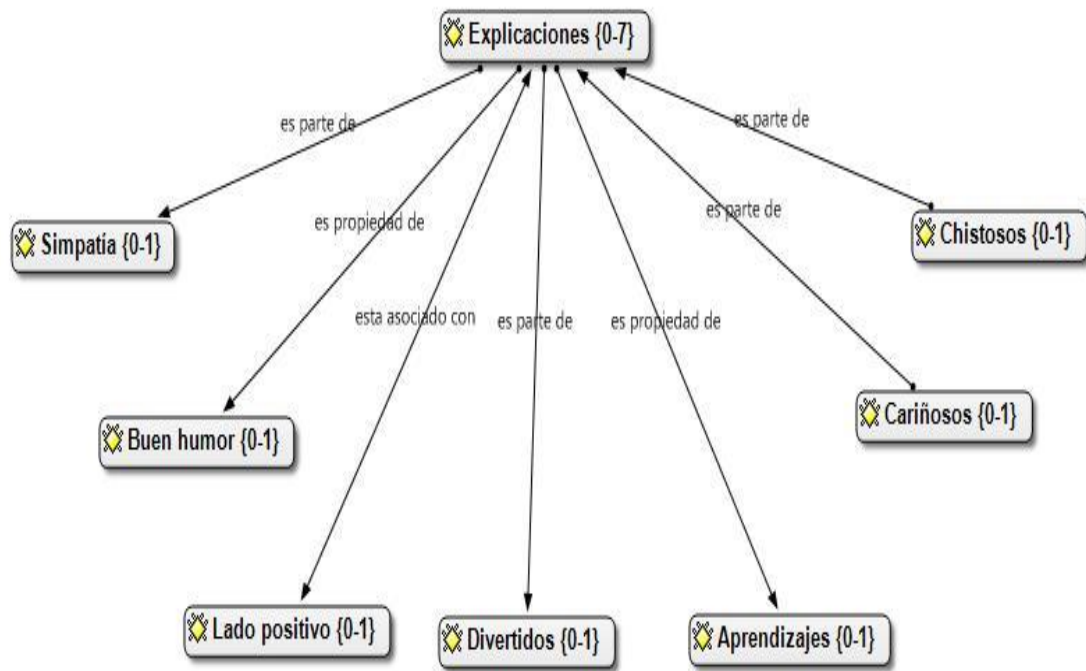 Explicaciones {0-7}
es parte de
es parte de
es propiedad de
es parte de
Simpatía {0-1}
Chistosos {0-1}
esta asociado con
es parte de
es propiedad de
Cariñosos {0-1}
Buen humor {0-1}
Lado positivo {0-1}
Divertidos {0-1}
Aprendizajes {0-1}